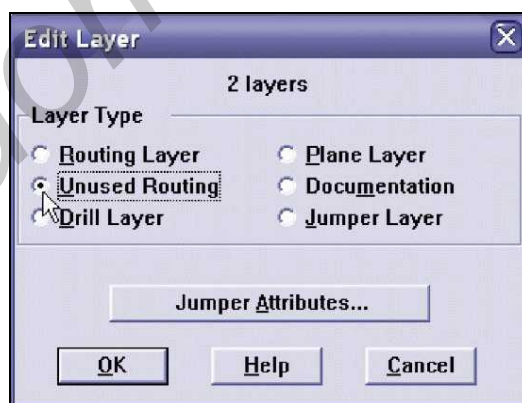 Edit Layer
2 layers
Layer Type
Routing Layer
Plane Layer
Unused Routing
Documentation
Drill Layer
Jumper Layer
Jumper Attributes...
OK
Help
Cancel